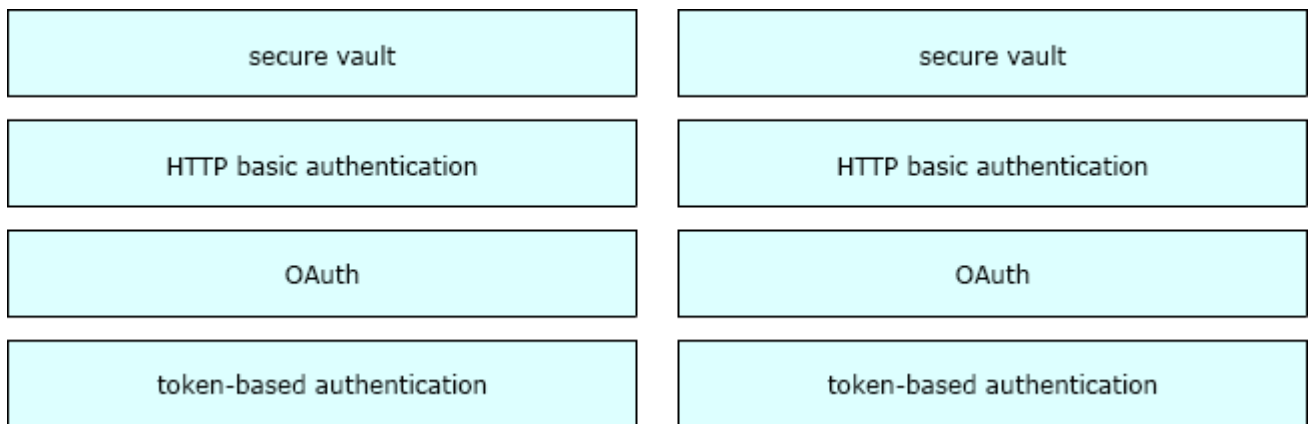 secure vault
secure vault
HTTP basic authentication
HTTP basic authentication
OAuth
OAuth
token-based authentication
token-based authentication